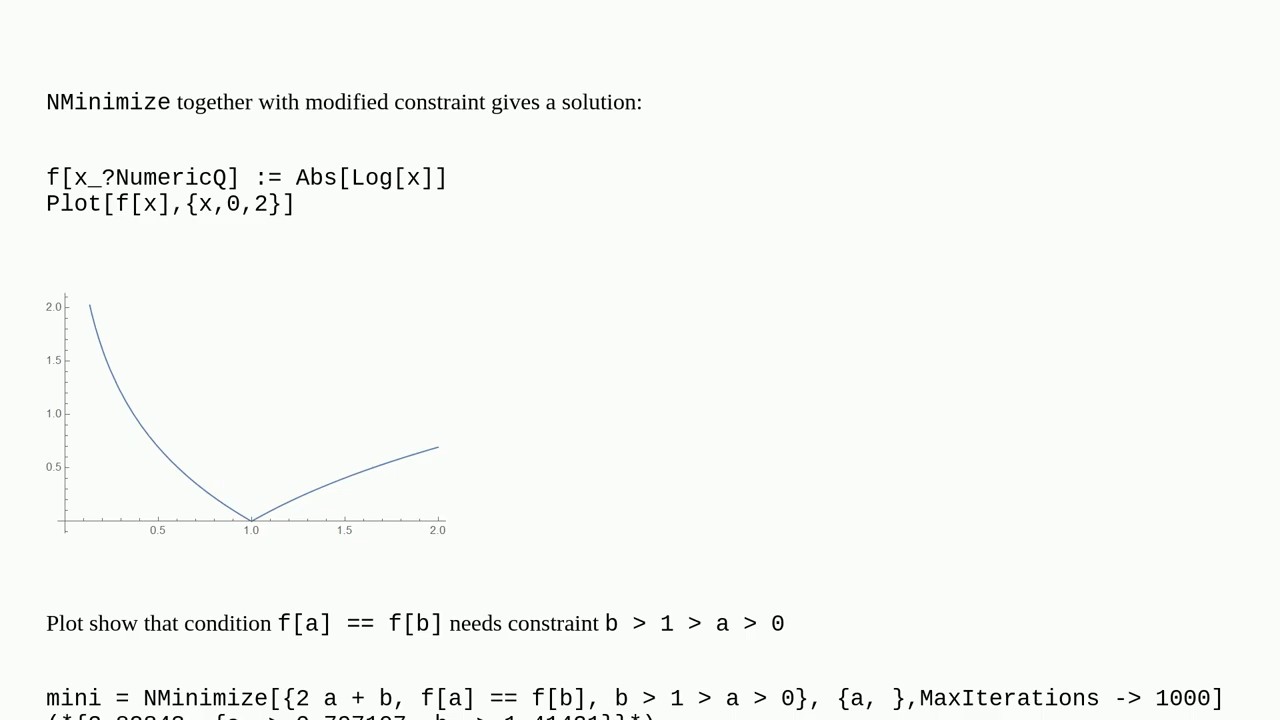 NMinimize together with modified constraint gives a solution:
f[x_?NumericQ] := Abs[Log[x]]
Plot[f[x],{x,0,2}]
2.0
1.5
1.0
0.5
0.5 1.0 1.5 2.0
Plot show that condition f[a] == f[b] needs constraint b > 1 > a > 0
mini = NMinimize[{2 a + b, f[a] == f[b], b > 1 > a > 0}, {a, },MaxIterations -> 1000]